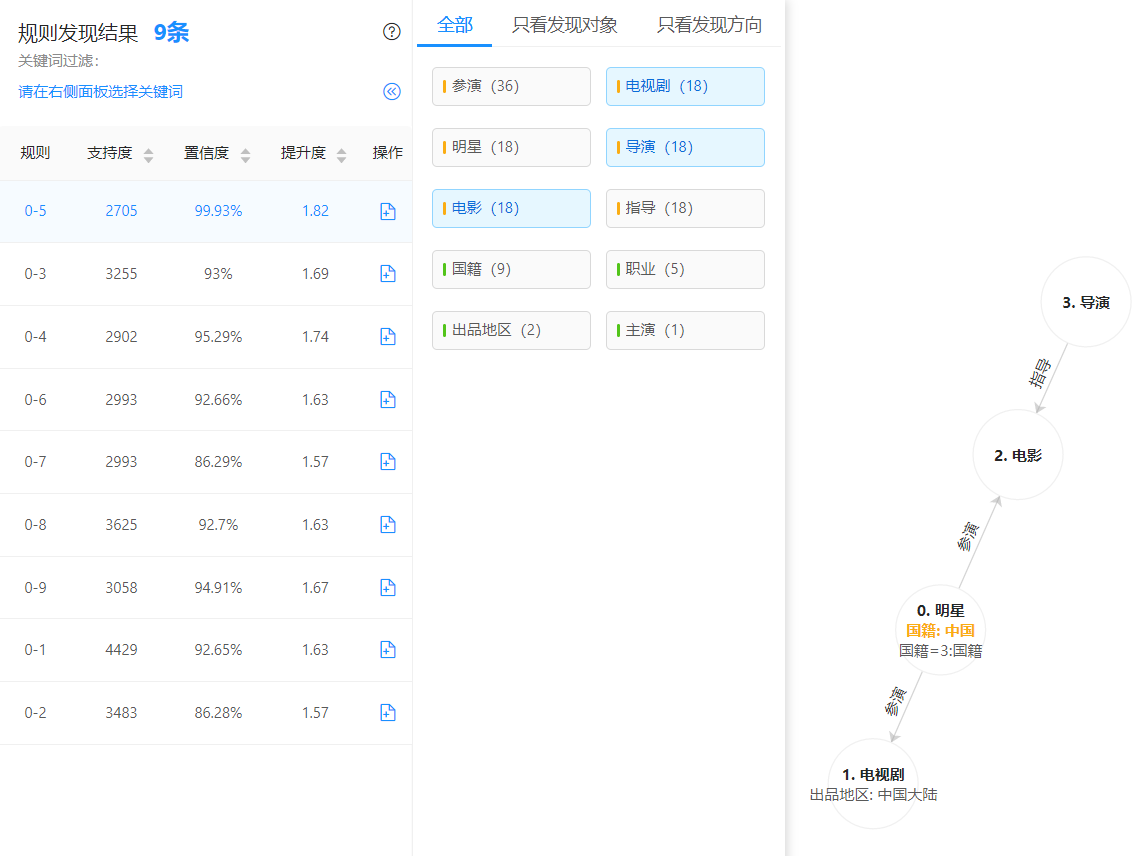 规则发现结果 9条
关键词过滤：
请在右侧面板选择关键词
规则 支持度 置信度 提升度 操作
0-5 2705 99.93% 1.82
0-3 3255 93% 1.69
0-4 2902 95.29% 1.74
0-6 2993 92.66% 1.63
0-7 2993 86.29% 1.57
0-8 3625 92.7% 1.63
0-9 3058 94.91% 1.67
0-1 4429 92.65% 1.63
0-2 3483 86.28% 1.57
全部 只看发现对象 只看发现方向
参演（36） 电视剧（18）
明星（18） 导演（18）
电影（18） 指导（18）
国籍（9） 职业（5）
出品地区（2） 主演（1）
3. 导演
指导
2. 电影
参演
0. 明星
国籍: 中国
国籍=3:国籍
参演
1. 电视剧
出品地区: 中国大陆